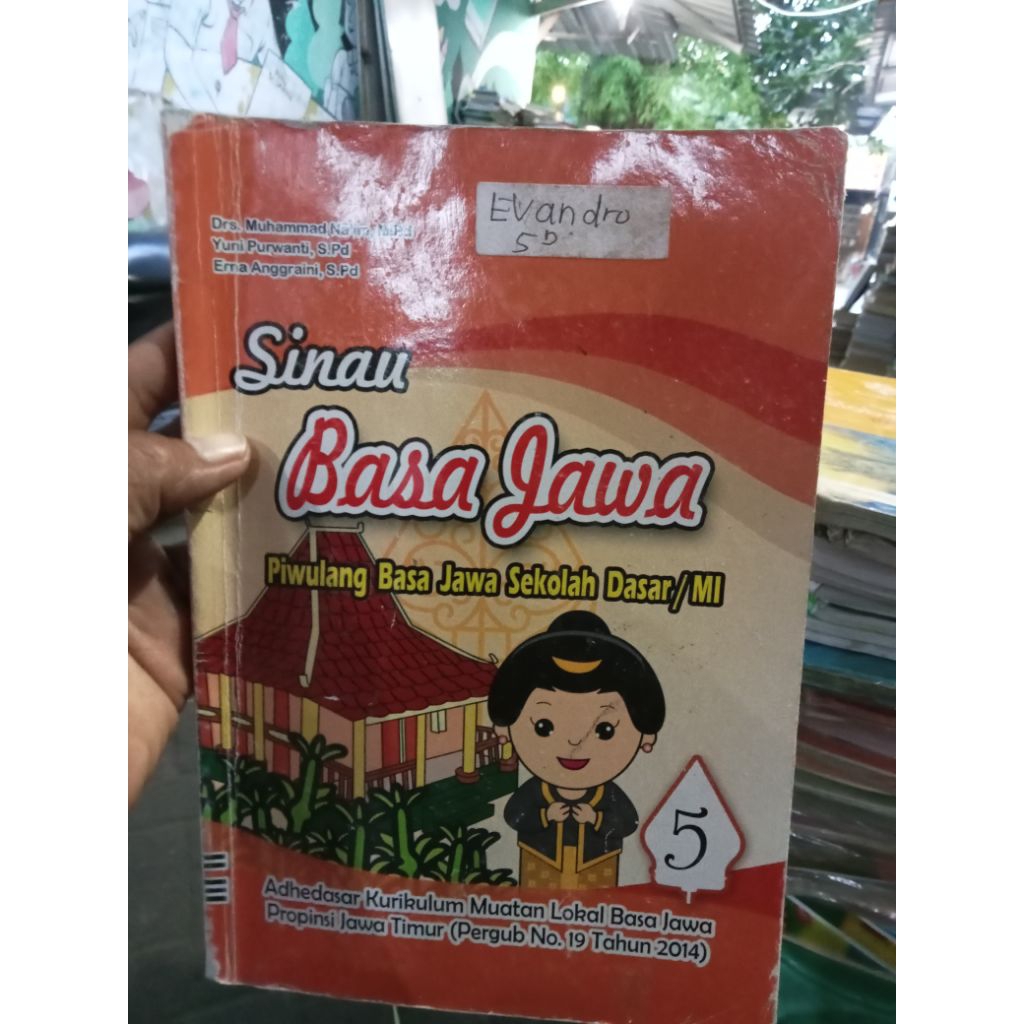 Evandro
5D.
Drs. Muhammad M.Pd
Yuni Purwanti, S.Pd
Erna Anggraini, S.Pd
Sinau
Basa Jawa
Piwulang Basa Jawa Sekolah Dasar/MI
5
Adhedasar Kurikulum Muatan Lokal Basa Jawa
Propinsi Jawa Timur (Pergub No. 19 Tahun 2014)